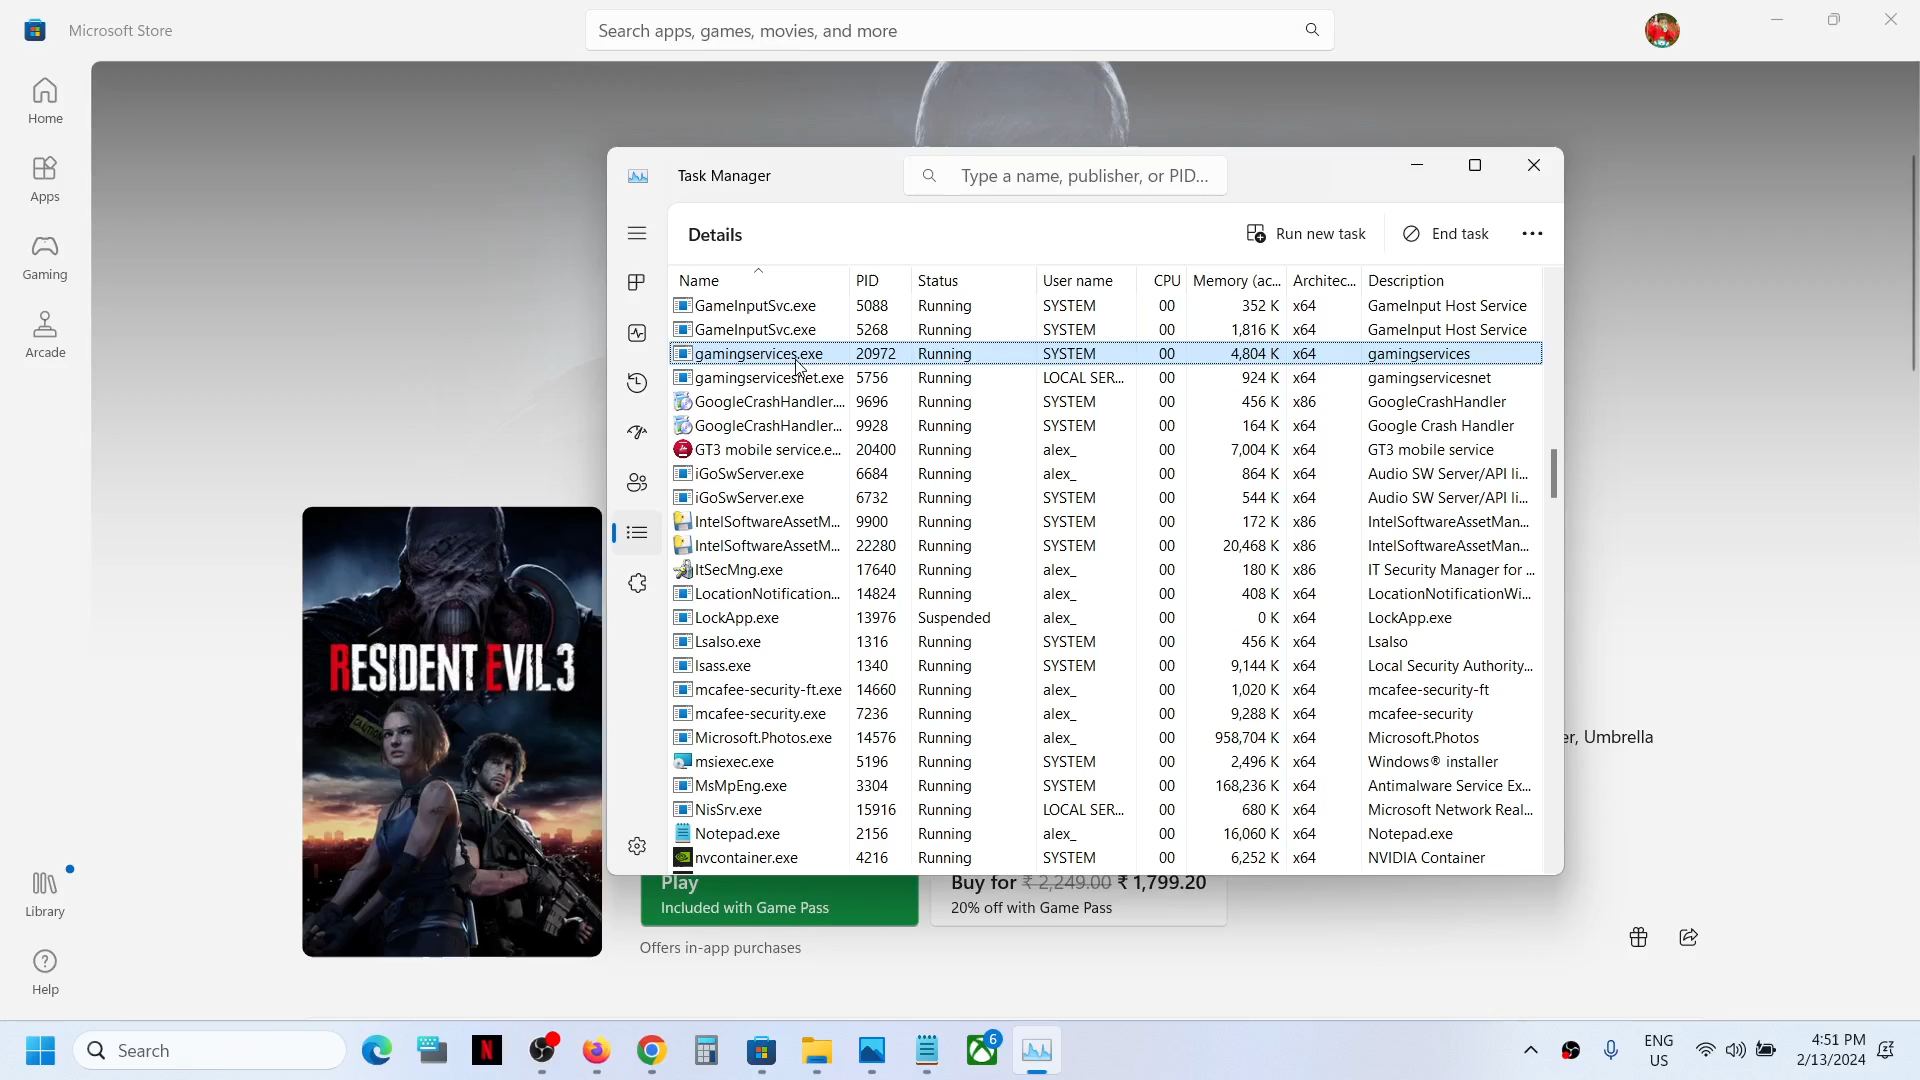 Microsoft Store
Search apps, games, movies, and more
Home
Apps
Gaming
Arcade
Library
Help
RESIDENT EVIL 3
Task Manager
Type a name, publisher, or PID...
Details
Run new task
End task
Name PID Status User name CPU Memory (ac... Architec... Description
GameInputSvc.exe 5088 Running SYSTEM 00 352 K x64 GameInput Host Service
GameInputSvc.exe 5268 Running SYSTEM 00 1,816 K x64 GameInput Host Service
gamingservices.exe 20972 Running SYSTEM 00 4,804 K x64 gamingservices
gamingservicesnet.exe 5756 Running LOCAL SER... 00 924 K x64 gamingservicesnet
GoogleCrashHandler.... 9696 Running SYSTEM 00 456 K x86 GoogleCrashHandler
GoogleCrashHandler... 9928 Running SYSTEM 00 164 K x64 Google Crash Handler
GT3 mobile service.e... 20400 Running alex_ 00 7,004 K x64 GT3 mobile service
iGoSwServer.exe 6684 Running alex_ 00 864 K x64 Audio SW Server/API li...
iGoSwServer.exe 6732 Running SYSTEM 00 544 K x64 Audio SW Server/API li...
IntelSoftwareAssetM... 9900 Running SYSTEM 00 172 K x86 IntelSoftwareAssetMan...
IntelSoftwareAssetM... 22280 Running SYSTEM 00 20,468 K x86 IntelSoftwareAssetMan...
ItSecMng.exe 17640 Running alex_ 00 180 K x86 IT Security Manager for ...
LocationNotification... 14824 Running alex_ 00 408 K x64 LocationNotificationWi...
LockApp.exe 13976 Suspended alex_ 00 0 K x64 LockApp.exe
LsaIso.exe 1316 Running SYSTEM 00 456 K x64 LsaIso
lsass.exe 1340 Running SYSTEM 00 9,144 K x64 Local Security Authority...
mcafee-security-ft.exe 14660 Running alex_ 00 1,020 K x64 mcafee-security-ft
mcafee-security.exe 7236 Running alex_ 00 9,288 K x64 mcafee-security
Microsoft.Photos.exe 14576 Running alex_ 00 958,704 K x64 Microsoft.Photos
msiexec.exe 5196 Running SYSTEM 00 2,496 K x64 Windows® installer
MsMpEng.exe 3304 Running SYSTEM 00 168,236 K x64 Antimalware Service Ex...
NisSrv.exe 15916 Running LOCAL SER... 00 680 K x64 Microsoft Network Real...
Notepad.exe 2156 Running alex_ 00 16,060 K x64 Notepad.exe
nvcontainer.exe 4216 Running SYSTEM 00 6,252 K x64 NVIDIA Container
er, Umbrella
Play
Included with Game Pass
Buy for ₹ 2,249.00 ₹ 1,799.20
20% off with Game Pass
Offers in-app purchases
Search
N
6
ENG
US
4:51 PM
2/13/2024